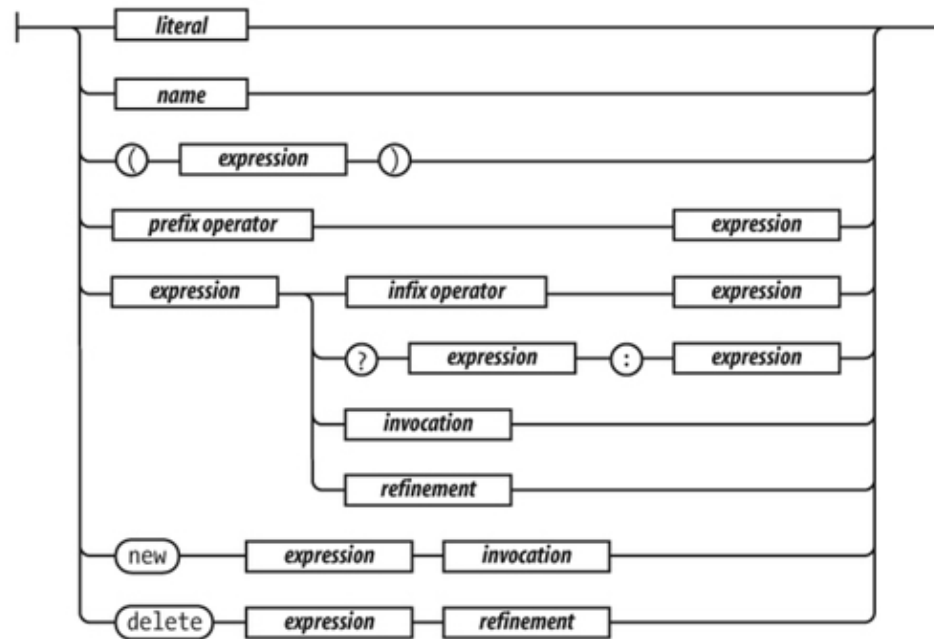 literal
name
( expression )
prefix operator expression
expression infix operator expression
? expression : expression
invocation
refinement
new expression invocation
delete expression refinement